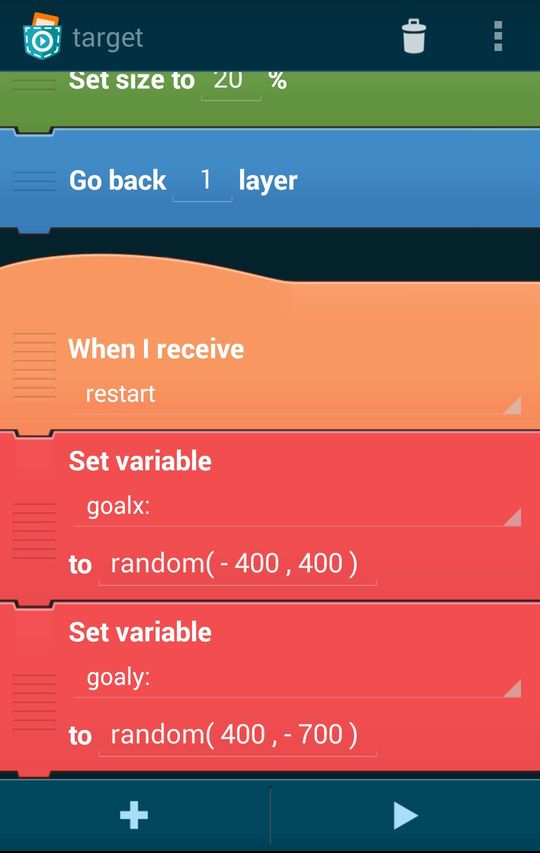 target
Set size to 20 %
Go back 1 layer
When I receive
restart
Set variable
goalx:
to random( - 400 , 400 )
Set variable
goaly:
to random( 400 , - 700 )